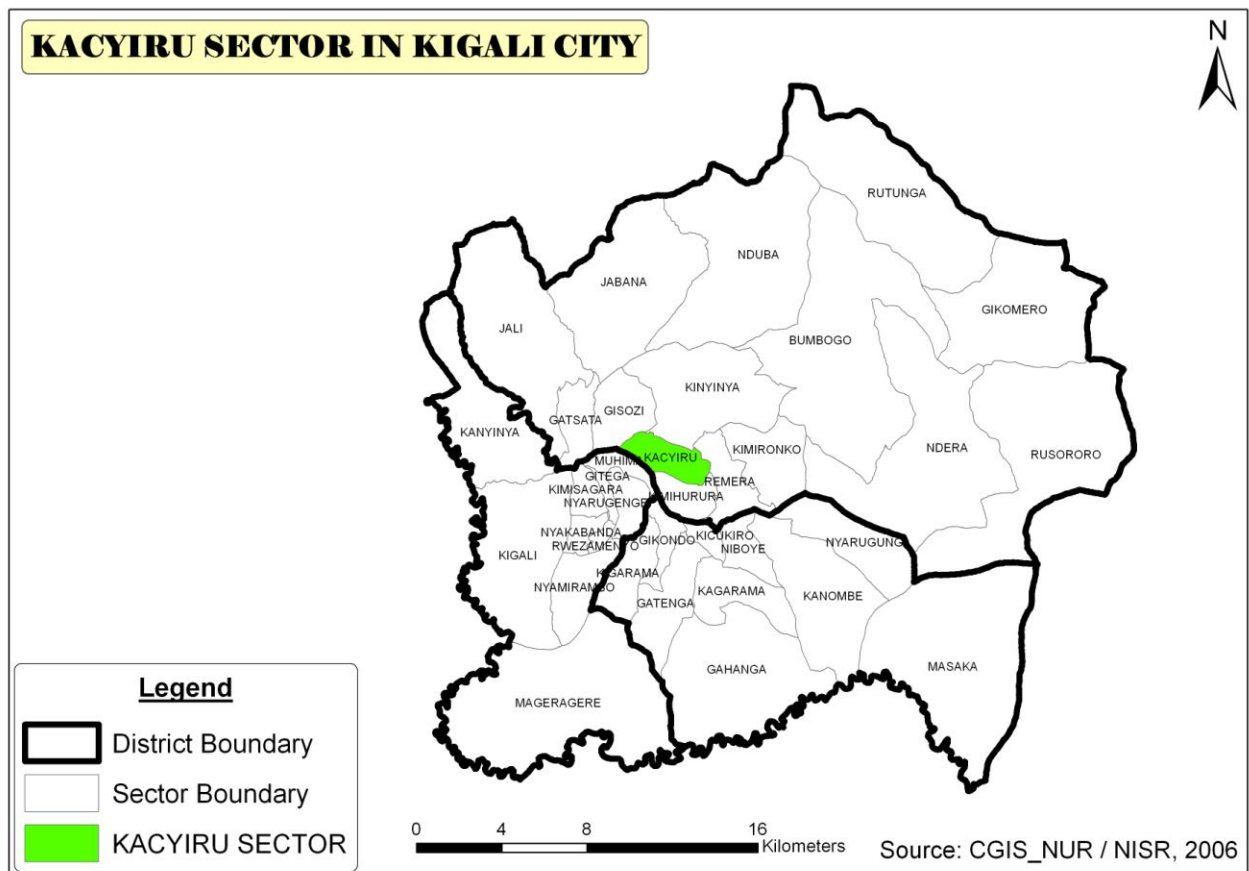 KACYIRU SECTOR IN KIGALI CITY
N
RUTUNGA
NDUBA
JABANA
GIKOMERO
JALI
BUMBOGO
KINYINYA
GISOZI
GATSATA
KANYINYA
KIMIRONKO
NDERA
RUSORORO
KACYIRU
MUHIMA
GITEGA
REMERA
KIMISAGARA
KIMIHURURA
NYARUGENGE
NYAKABANDA
GIKONDO
KICUKIRO
NYARUGUNGA
RWEZAMENYO
NIBOYE
KIGALI
KIGARAMA
NYAMIRAMBO
KAGARAMA
KANOMBE
GATENGA
GAHANGA
MASAKA
MAGERAGERE
Legend
District Boundary
Sector Boundary
KACYIRU SECTOR
0 4 8 16
Kilometers
Source: CGIS_NUR / NISR, 2006